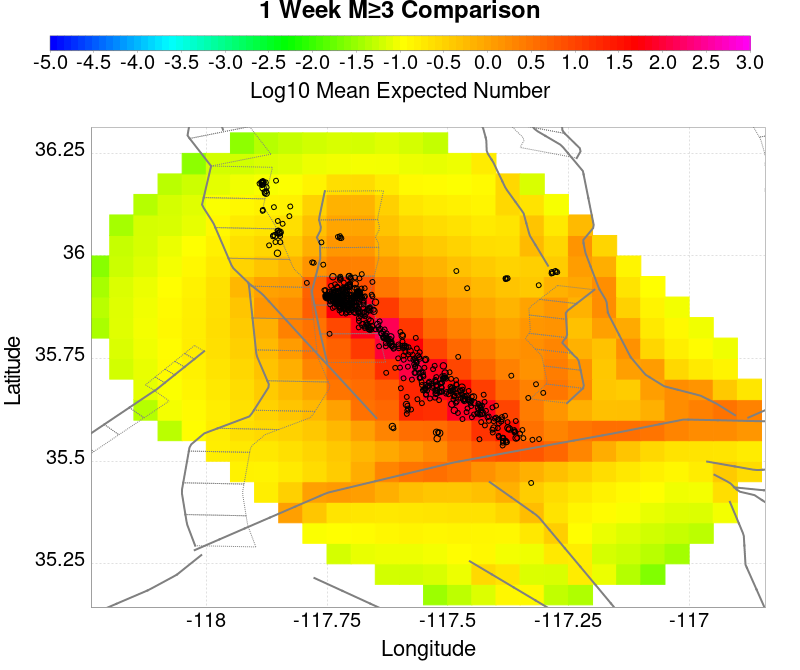 1 Week M≥3 Comparison
-5.0 -4.5 -4.0 -3.5 -3.0 -2.5 -2.0 -1.5 -1.0 -0.5 0.0 0.5 1.0 1.5 2.0 2.5 3.0
Log10 Mean Expected Number
36.25
36
35.75
35.5
35.25
Latitude
-118 -117.75 -117.5 -117.25 -117
Longitude